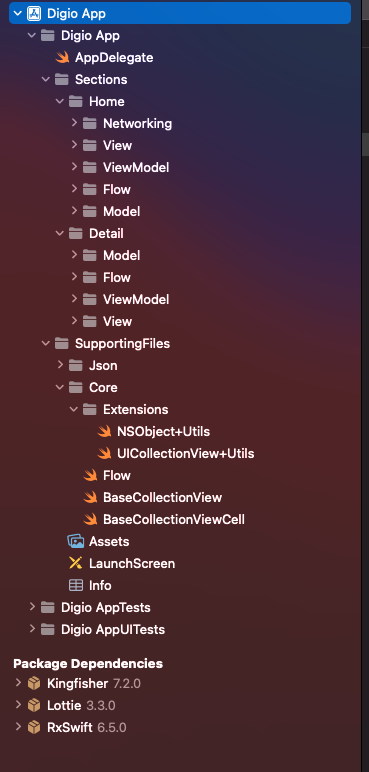 Digio App
Digio App
AppDelegate
Sections
Home
Networking
View
ViewModel
Flow
Model
Detail
Model
Flow
ViewModel
View
SupportingFiles
Json
Core
Extensions
NSObject+Utils
UICollectionView+Utils
Flow
BaseCollectionView
BaseCollectionViewCell
Assets
LaunchScreen
Info
Digio AppTests
Digio AppUITests
Package Dependencies
Kingfisher 7.2.0
Lottie 3.3.0
RxSwift 6.5.0